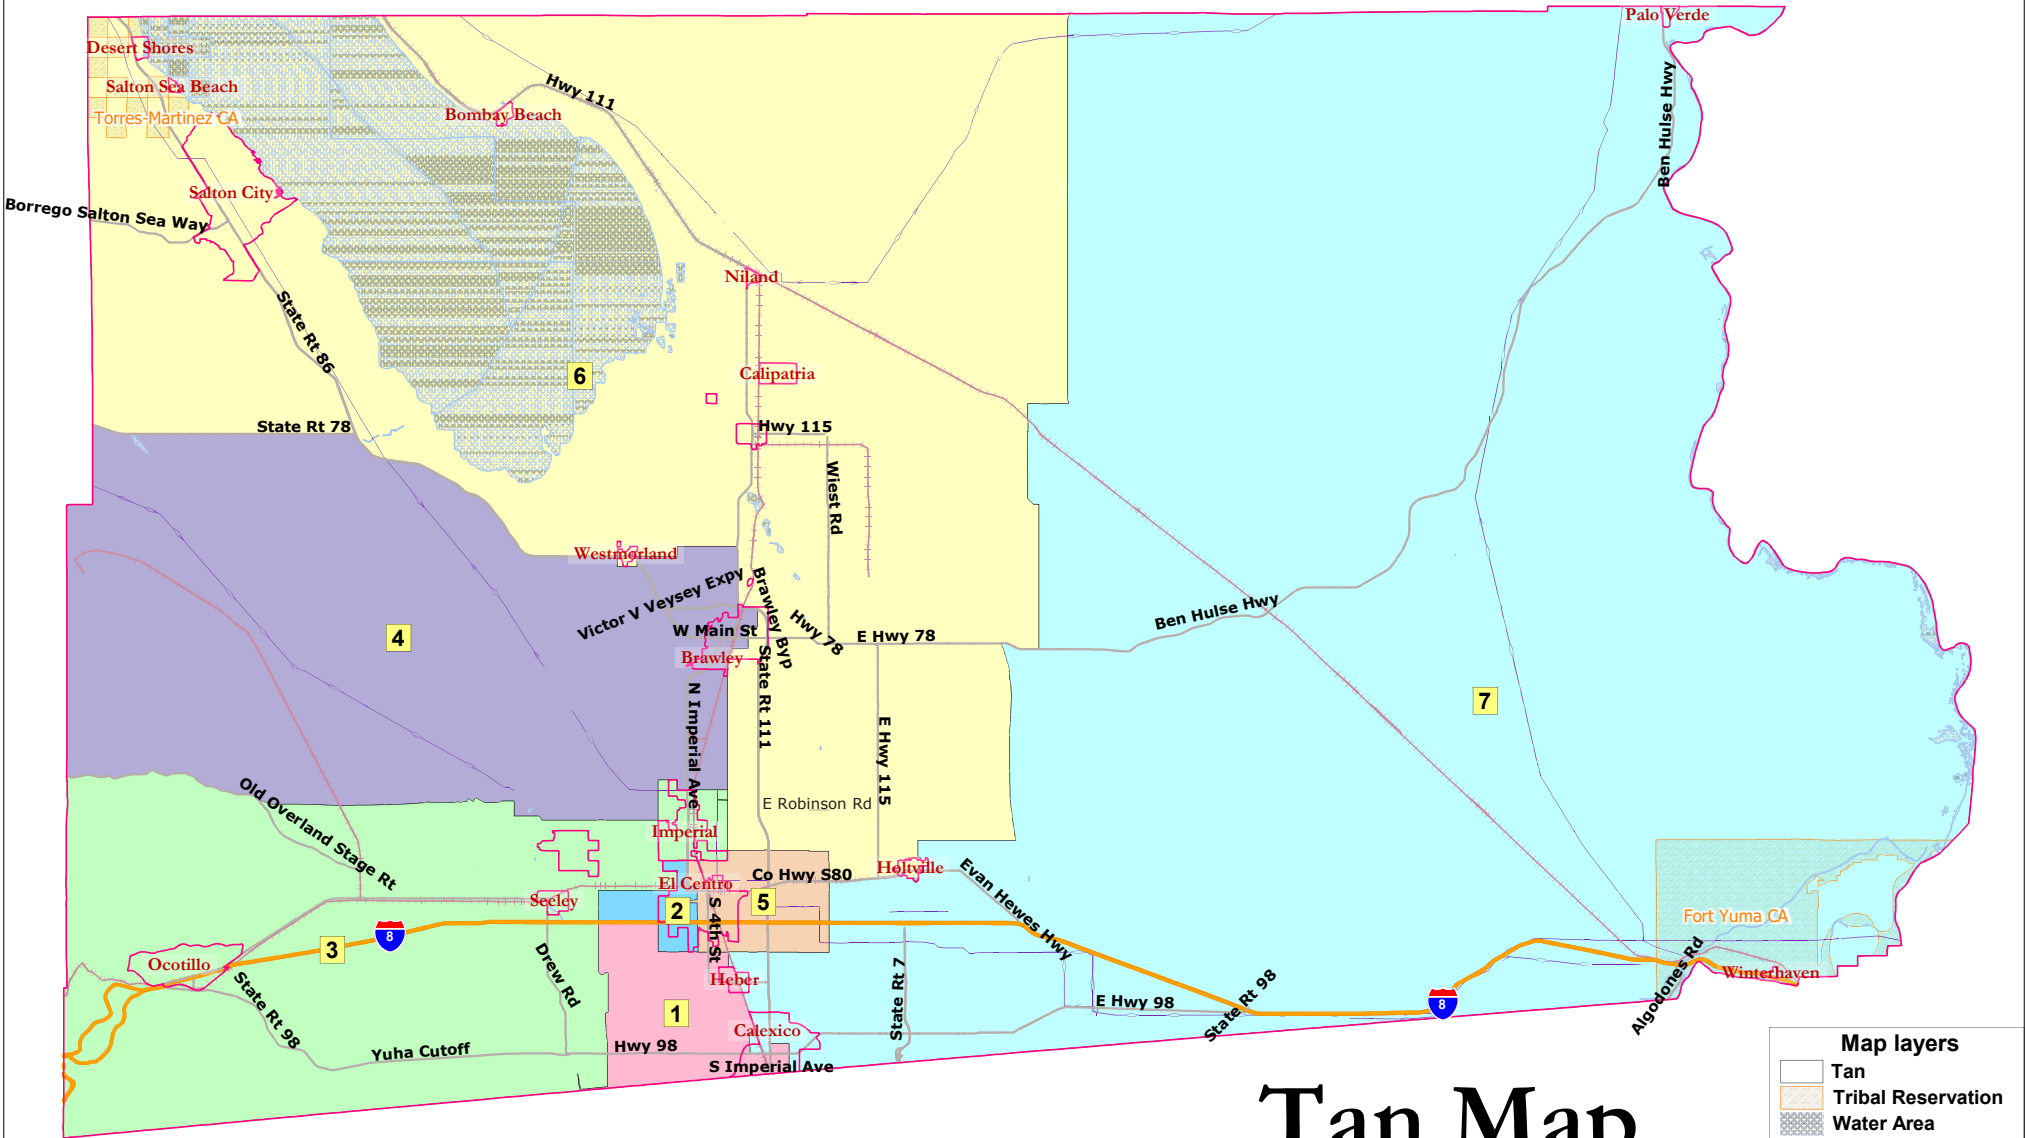 Palo Verde
Desert Shores
Salton Sea Beach
Hwy 111
Bombay Beach
Torres-Martinez CA
Ben Hulse Hwy
Salton City
Borrego Salton Sea Way
Niland
State Rt 86
Calipatria
6
State Rt 78
Hwy 115
Wiest Rd
Westmorland
Victor V Veysey Expy
Brawley Byp
Ben Hulse Hwy
4
W Main St
Hwy 78
E Hwy 78
Brawley
State Rt 111
7
N Imperial Ave
E Hwy 115
Old Overland Stage Rt
E Robinson Rd
Imperial
Holtville
Co Hwy S80
El Centro
Evan Hewes Hwy
Seeley
2
5
S 4th St
Fort Yuma CA
8
3
Ocotillo
Drew Rd
Heber
State Rt 7
Algodones Rd
Winterhaven
State Rt 98
E Hwy 98
State Rt 98
8
1
Calexico
Yuha Cutoff
Hwy 98
S Imperial Ave
Map layers
Tan
Tribal Reservation
Water Area
Tan Map